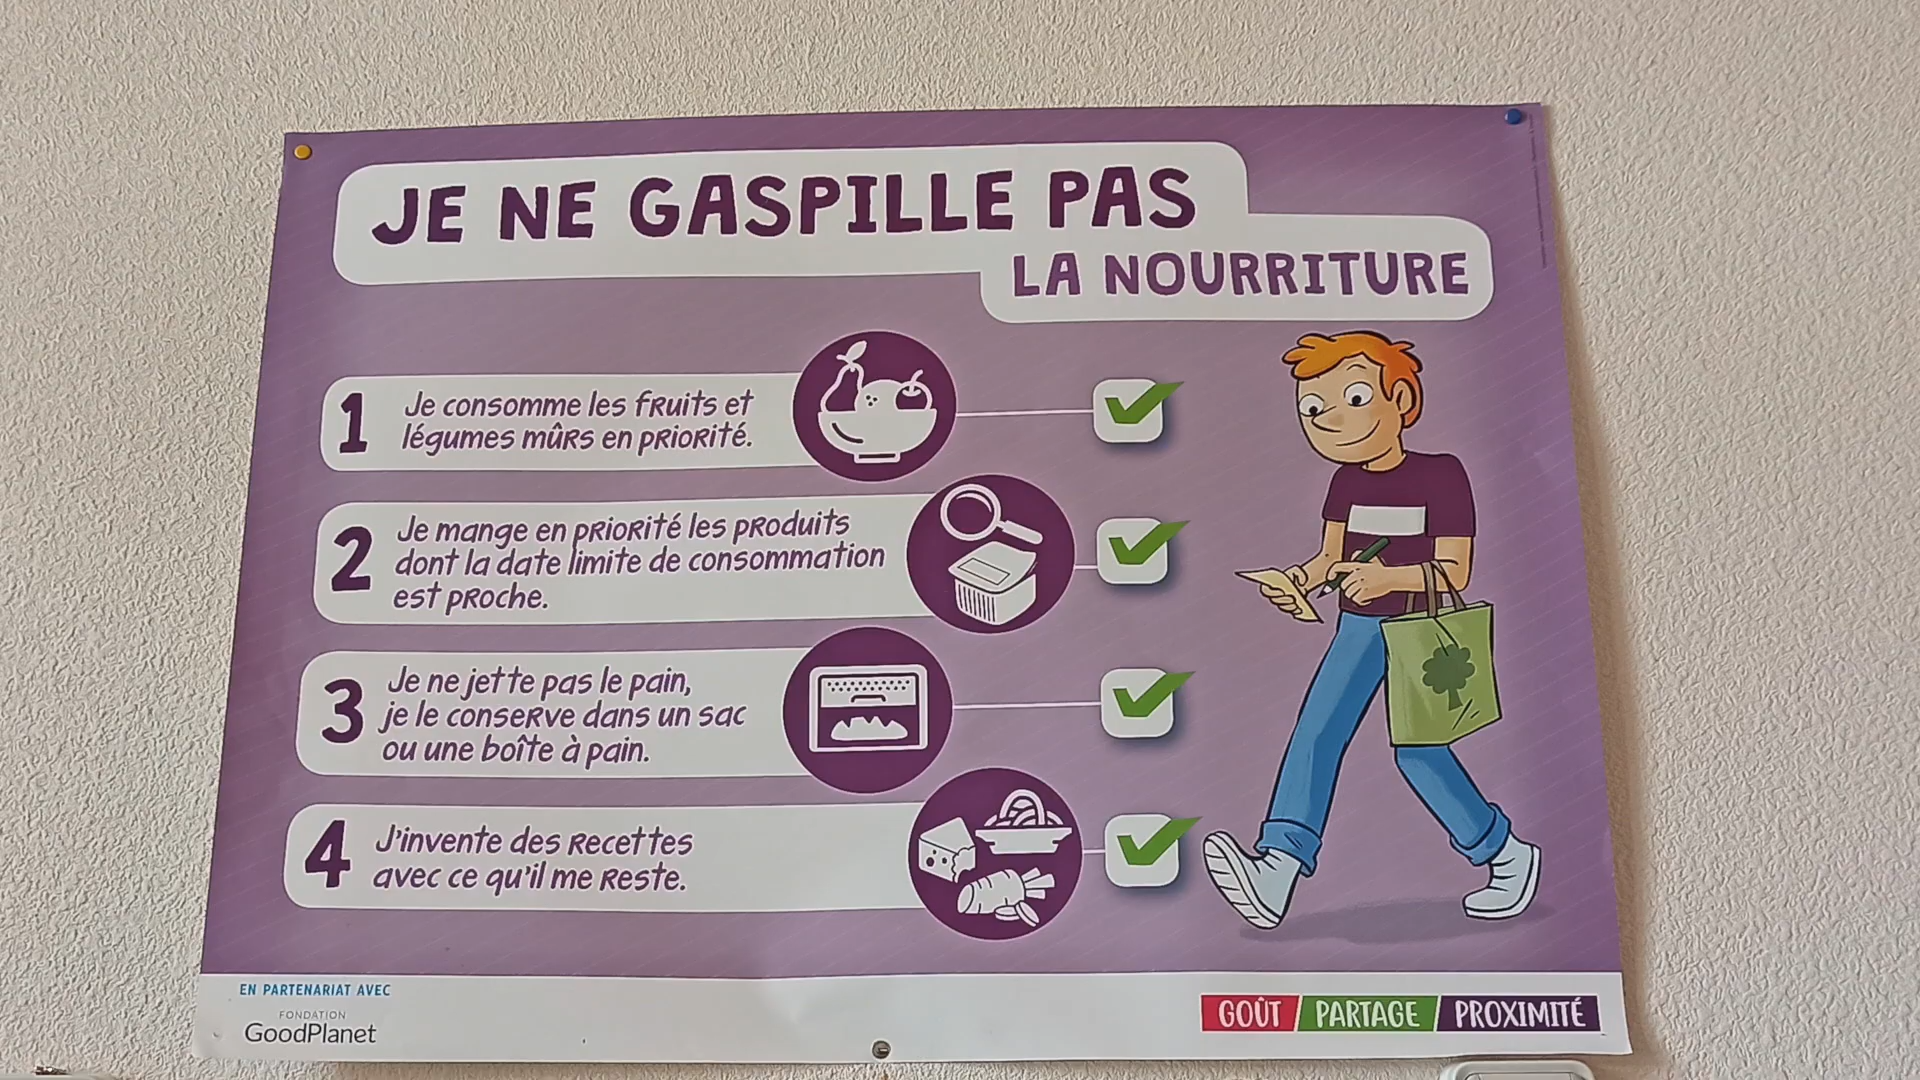 JE NE GASPILLE PAS
LA NOURRITURE
1
Je consomme les fruits et
légumes mûrs en priorité.
2
Je mange en priorité les produits
dont la date limite de consommation
est proche.
3
Je ne jette pas le pain,
je le conserve dans un sac
ou une boîte à pain.
4
J'invente des recettes
avec ce qu'il me reste.
EN PARTENARIAT AVEC
FONDATION
GoodPlanet
GOÛT PARTAGE PROXIMITÉ